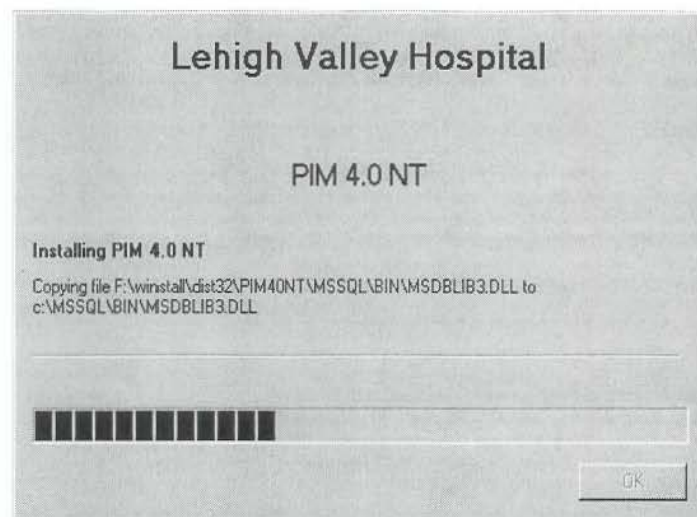 Lehigh Valley Hospital
PIM 4.0 NT
Installing PIM 4.0 NT
Copying file F:\winstall\dist32\PIM40NT\MSSQL\BIN\MSDBLIB3.DLL to
c:\MSSQL\BIN\MSDBLIB3.DLL
OK